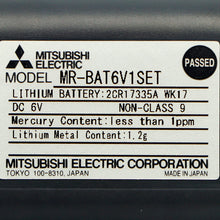 MITSUBISHI
ELECTRIC
PASSED
MODEL MR-BAT6V1SET
LITHIUM BATTERY:2CR17335A WK17
DC 6V NON-CLASS 9
Mercury Content:less than 1ppm
Lithium Metal Content:1.2g
MITSUBISHI ELECTRIC CORPORATION
TOKYO 100-8310, JAPAN MADE IN JAPAN